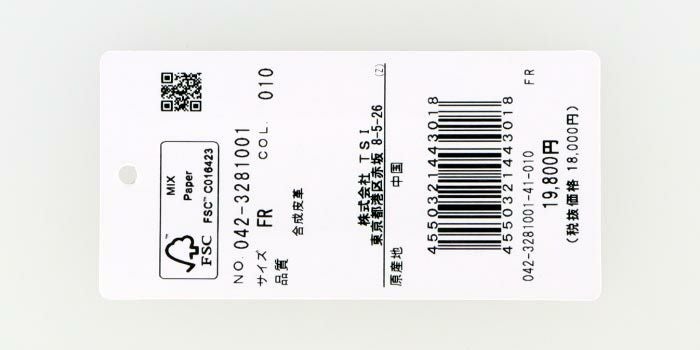 MIX
Paper
FSC
FSC™ C016423
NO. 042-3281001
サイズ FR COL. 010
品質
合成皮革
株式会社 TSI
東京都港区赤坂 8-5-26
(2)
原産地 中国
4550321443018
4550321443018
042-3281001-41-010 FR
19,800円
(税抜価格 18,000円)